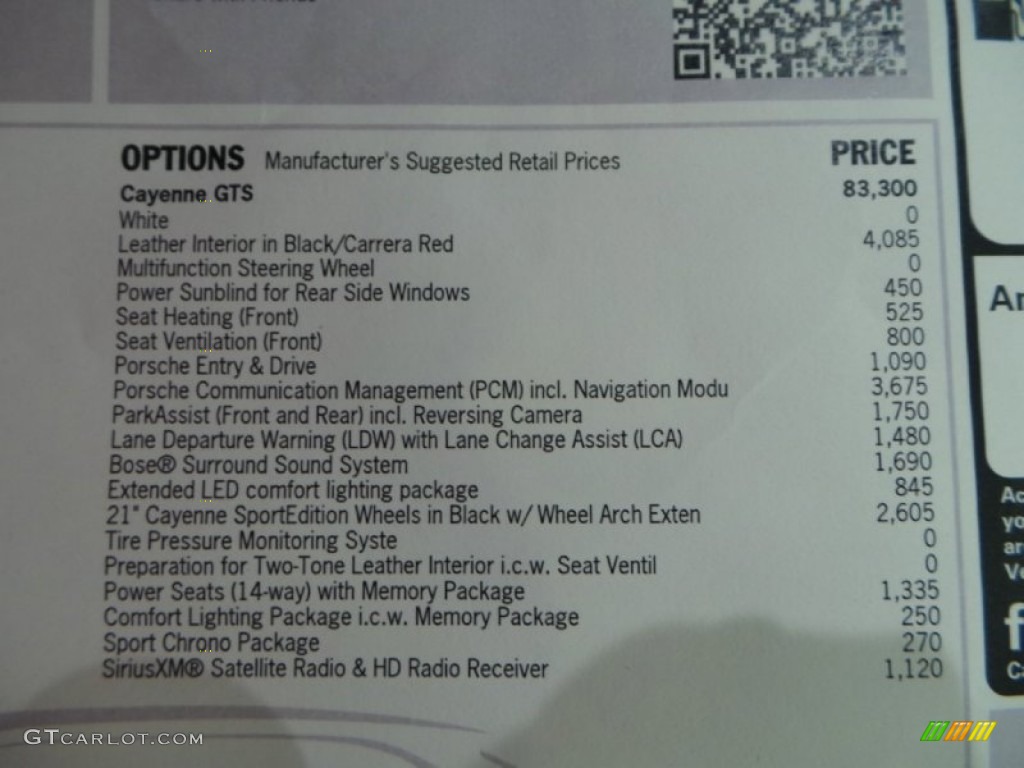 OPTIONS Manufacturer's Suggested Retail Prices PRICE
Cayenne GTS 83,300
White 0
Leather Interior in Black/Carrera Red 4,085
Multifunction Steering Wheel 0
Power Sunblind for Rear Side Windows 450
Seat Heating (Front) 525
Seat Ventilation (Front) 800
Porsche Entry & Drive 1,090
Porsche Communication Management (PCM) incl. Navigation Modu 3,675
ParkAssist (Front and Rear) incl. Reversing Camera 1,750
Lane Departure Warning (LDW) with Lane Change Assist (LCA) 1,480
Bose® Surround Sound System 1,690
Extended LED comfort lighting package 845
21" Cayenne SportEdition Wheels in Black w/ Wheel Arch Exten 2,605
Tire Pressure Monitoring Syste 0
Preparation for Two-Tone Leather Interior i.c.w. Seat Ventil 0
Power Seats (14-way) with Memory Package 1,335
Comfort Lighting Package i.c.w. Memory Package 250
Sport Chrono Package 270
SiriusXM® Satellite Radio & HD Radio Receiver 1,120
GTCARLOT.COM